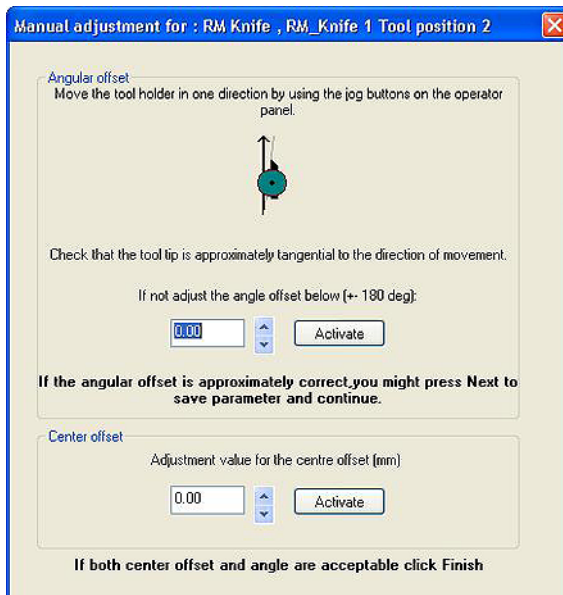 Manual adjustment for : RM Knife , RM_Knife 1 Tool position 2
Angular offset
Move the tool holder in one direction by using the jog buttons on the operator
panel.
Check that the tool tip is approximately tangential to the direction of movement.
If not adjust the angle offset below (+- 180 deg):
0.00
Activate
If the angular offset is approximately correct,you might press Next to
save parameter and continue.
Center offset
Adjustment value for the centre offset (mm)
0.00
Activate
If both center offset and angle are acceptable click Finish